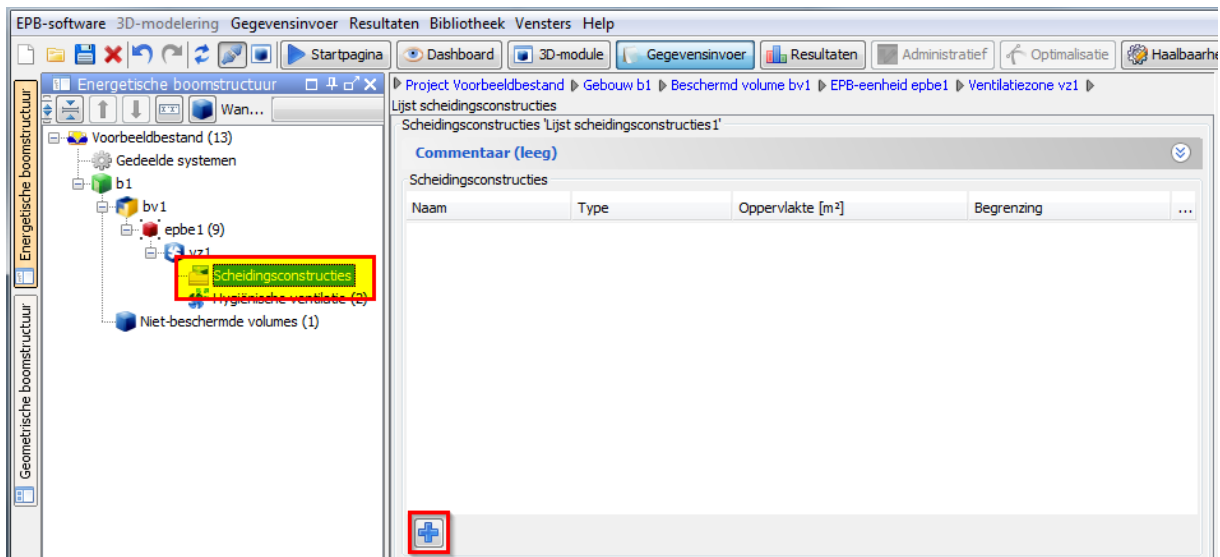 EPB-software 3D-modelering Gegevensinvoer Resultaten Bibliotheek Vensters Help
Startpagina Dashboard 3D-module Gegevensinvoer Resultaten Administratief Optimalisatie Haalbaarhe
Energetische boomstructuur
Geometrische boomstructuur
Energetische boomstructuur
Wan...
Voorbeeldbestand (13)
Gedeelde systemen
b1
bv1
epbe1 (9)
vz1
Scheidingsconstructies
Hygiënische ventilatie (2)
Niet-beschermde volumes (1)
Project Voorbeeldbestand Gebouw b1 Beschermd volume bv1 EPB-eenheid epbe1 Ventilatiezone vz1
Lijst scheidingsconstructies
Scheidingsconstructies 'Lijst scheidingsconstructies1'
Commentaar (leeg)
Scheidingsconstructies
Naam Type Oppervlakte [m²] Begrenzing ...